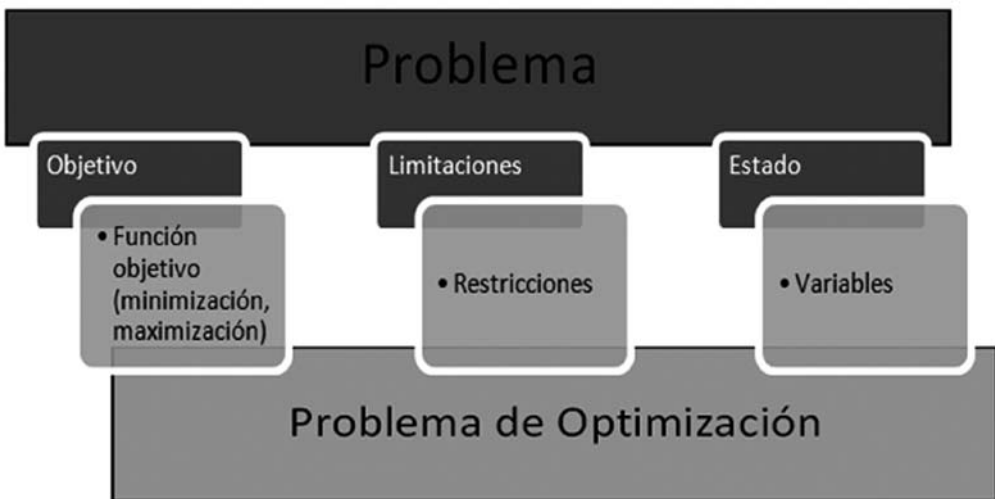 Problema
Objetivo
• Función
objetivo
(minimización,
maximización)
Limitaciones
• Restricciones
Estado
• Variables
Problema de Optimización